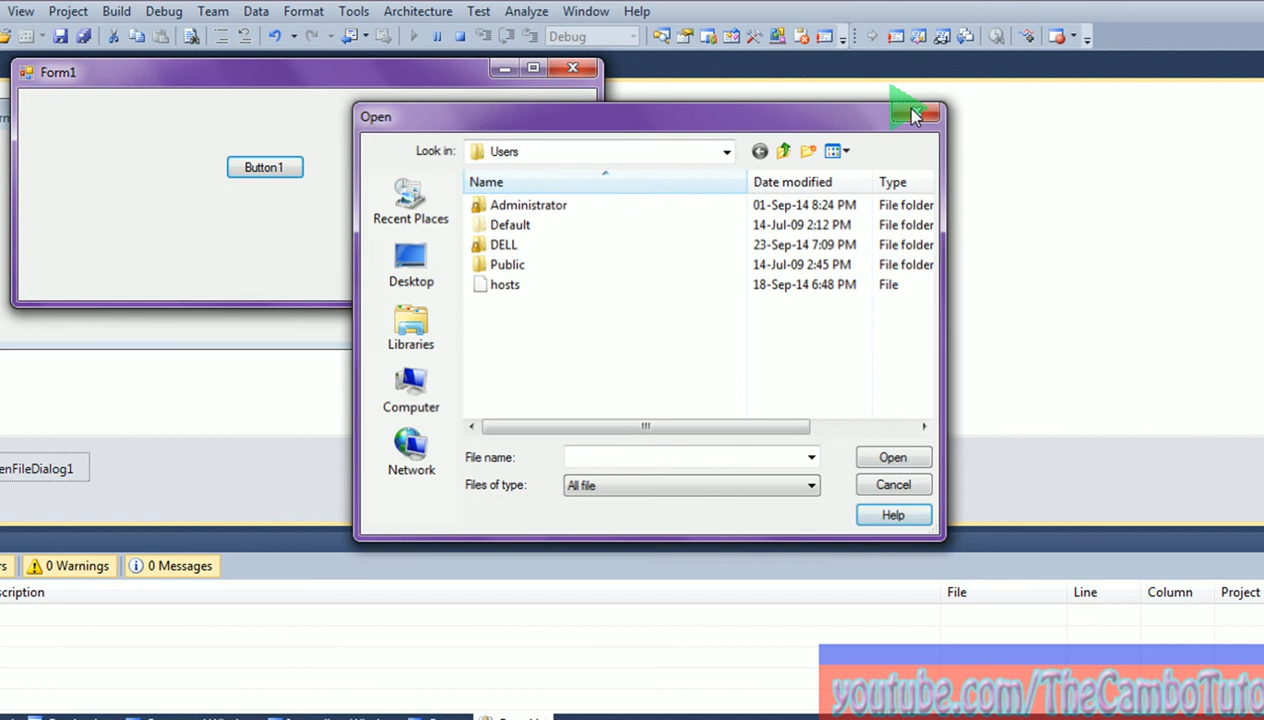 View Project Build Debug Team Data Format Tools Architecture Test Analyze Window Help
Debug
Form1
Open
Button1
Look in: Users
Name Date modified Type
Administrator 01-Sep-14 8:24 PM File folder
Default 14-Jul-09 2:12 PM File folder
DELL 23-Sep-14 7:09 PM File folder
Public 14-Jul-09 2:45 PM File folder
hosts 18-Sep-14 6:48 PM File
Recent Places
Desktop
Libraries
Computer
Network
File name: Open
Files of type: All file Cancel
Help
enFileDialog1
rs 0 Warnings 0 Messages
scription File Line Column Project
youtube.com/TheCamboTuto